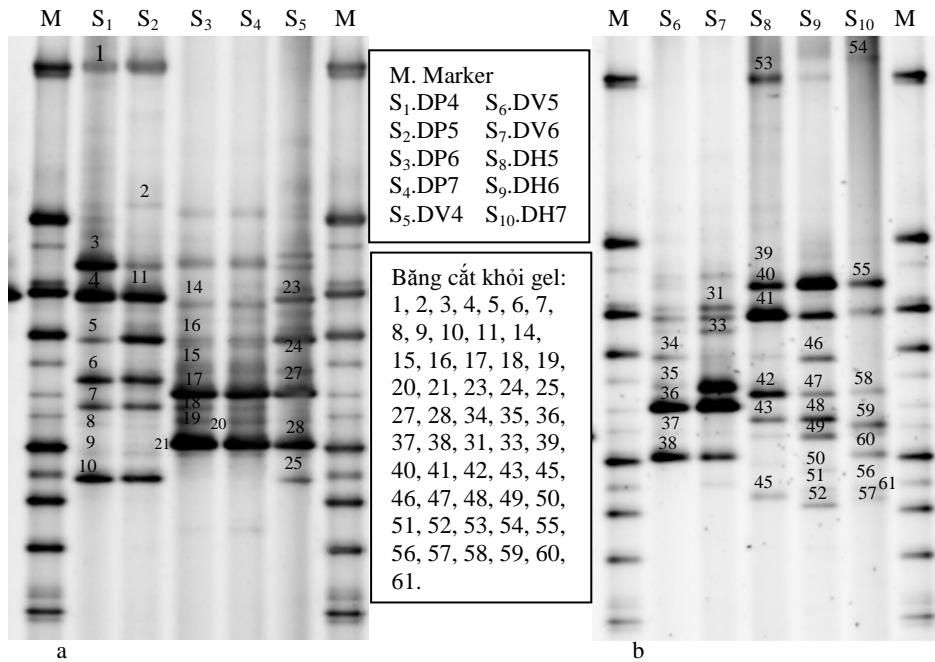 M S₁ S₂ S₃ S₄ S₅ M
1
2
3
4 11 14 23
5 16 24
6 15 27
7 17
8 18
9 19 20 21 28
10 25
a
M. Marker
S₁.DP4 S₆.DV5
S₂.DP5 S₇.DV6
S₃.DP6 S₈.DH5
S₄.DP7 S₉.DH6
S₅.DV4 S₁₀.DH7
Băng cắt khỏi gel:
1, 2, 3, 4, 5, 6, 7,
8, 9, 10, 11, 14,
15, 16, 17, 18, 19,
20, 21, 23, 24, 25,
27, 28, 34, 35, 36,
37, 38, 31, 33, 39,
40, 41, 42, 43, 45,
46, 47, 48, 49, 50,
51, 52, 53, 54, 55,
56, 57, 58, 59, 60,
61.
M S₆ S₇ S₈ S₉ S₁₀ M
54
53
39
40 55
31 41
33
34 46
35 42 47 58
36 43 48 59
37 49
38 50 60
51 56
45 52 57 61
b